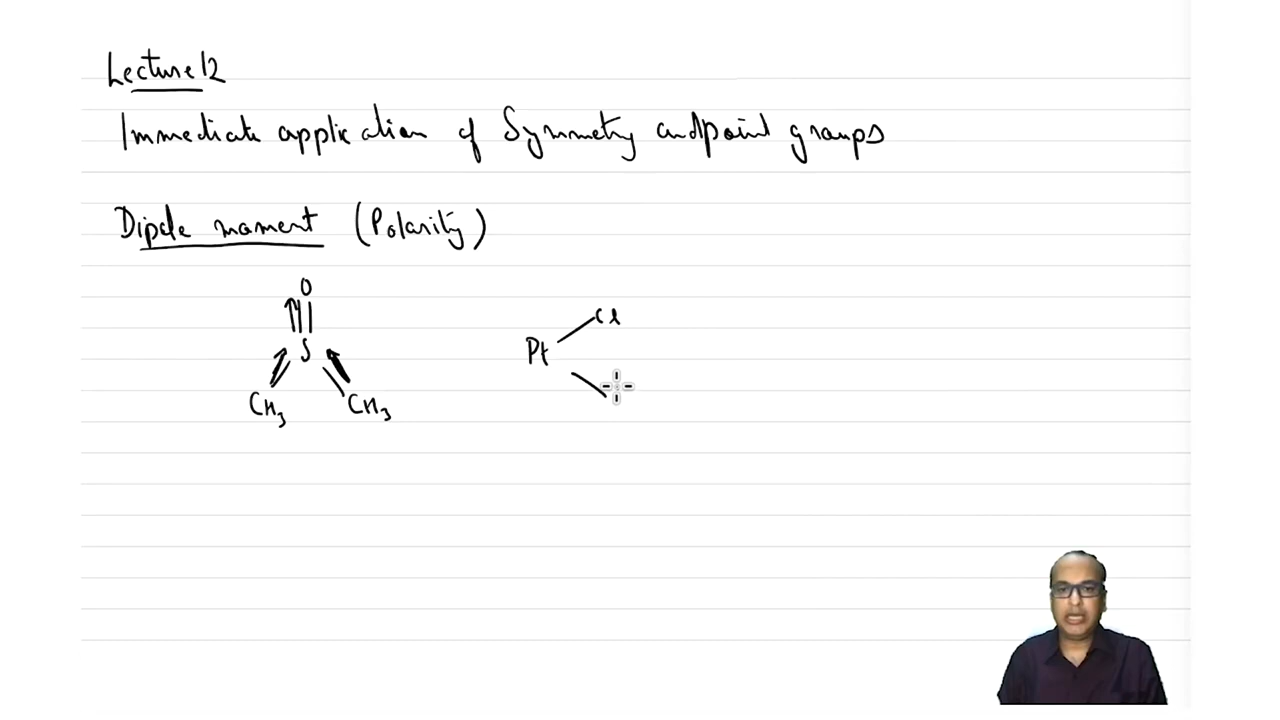 Lecture 12
Immediate application of Symmetry and point groups
Dipole moment (Polarity)
O
S
CH3 CH3
Pt Cl